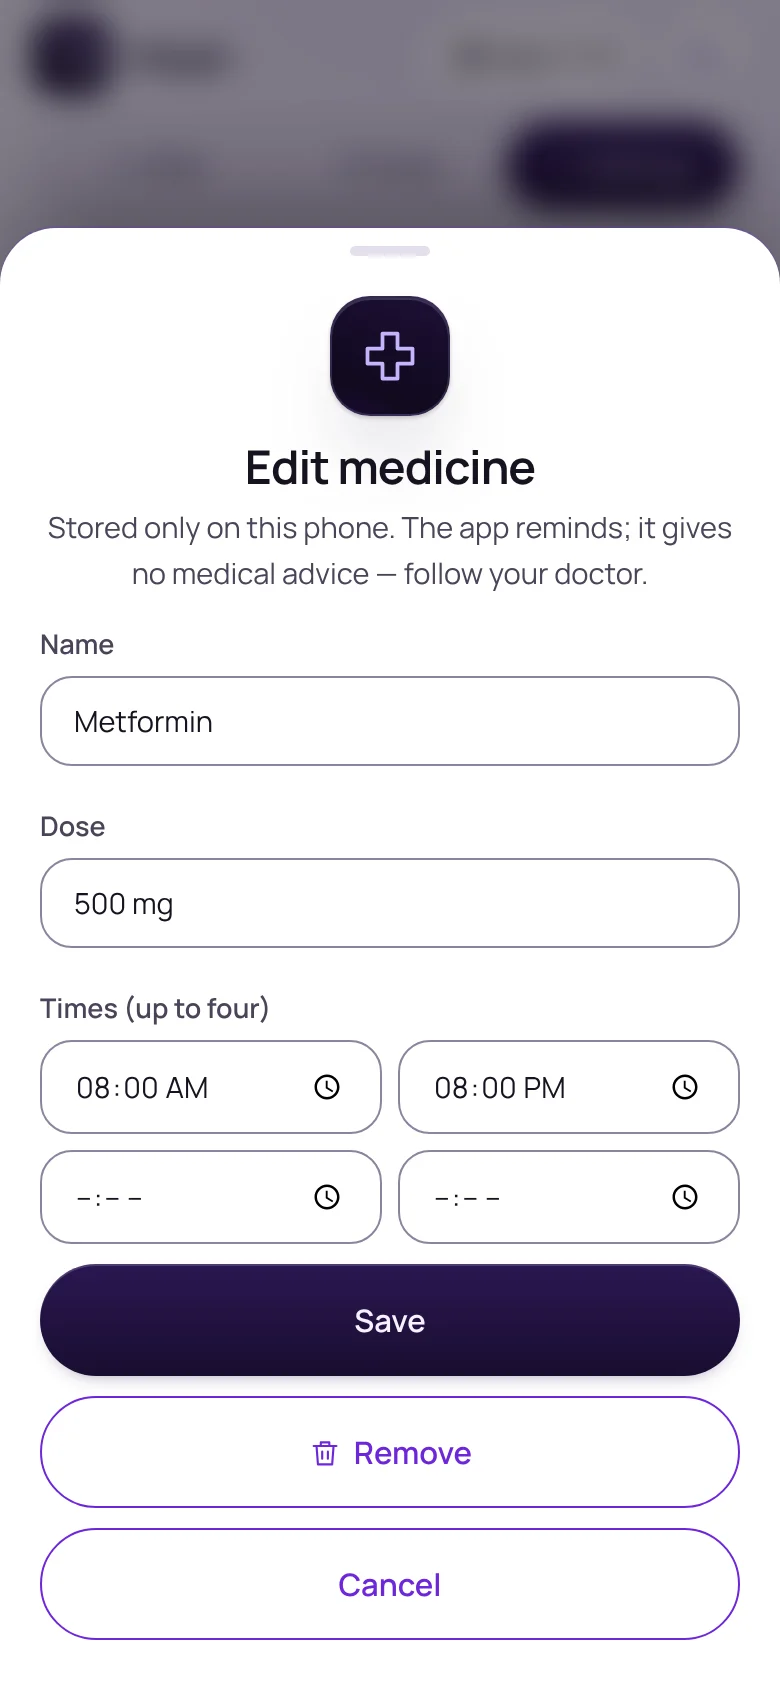 Edit medicine
Stored only on this phone. The app reminds; it gives
no medical advice — follow your doctor.
Name
Metformin
Dose
500 mg
Times (up to four)
08:00 AM
08:00 PM
–:– –
–:– –
Save
Remove
Cancel